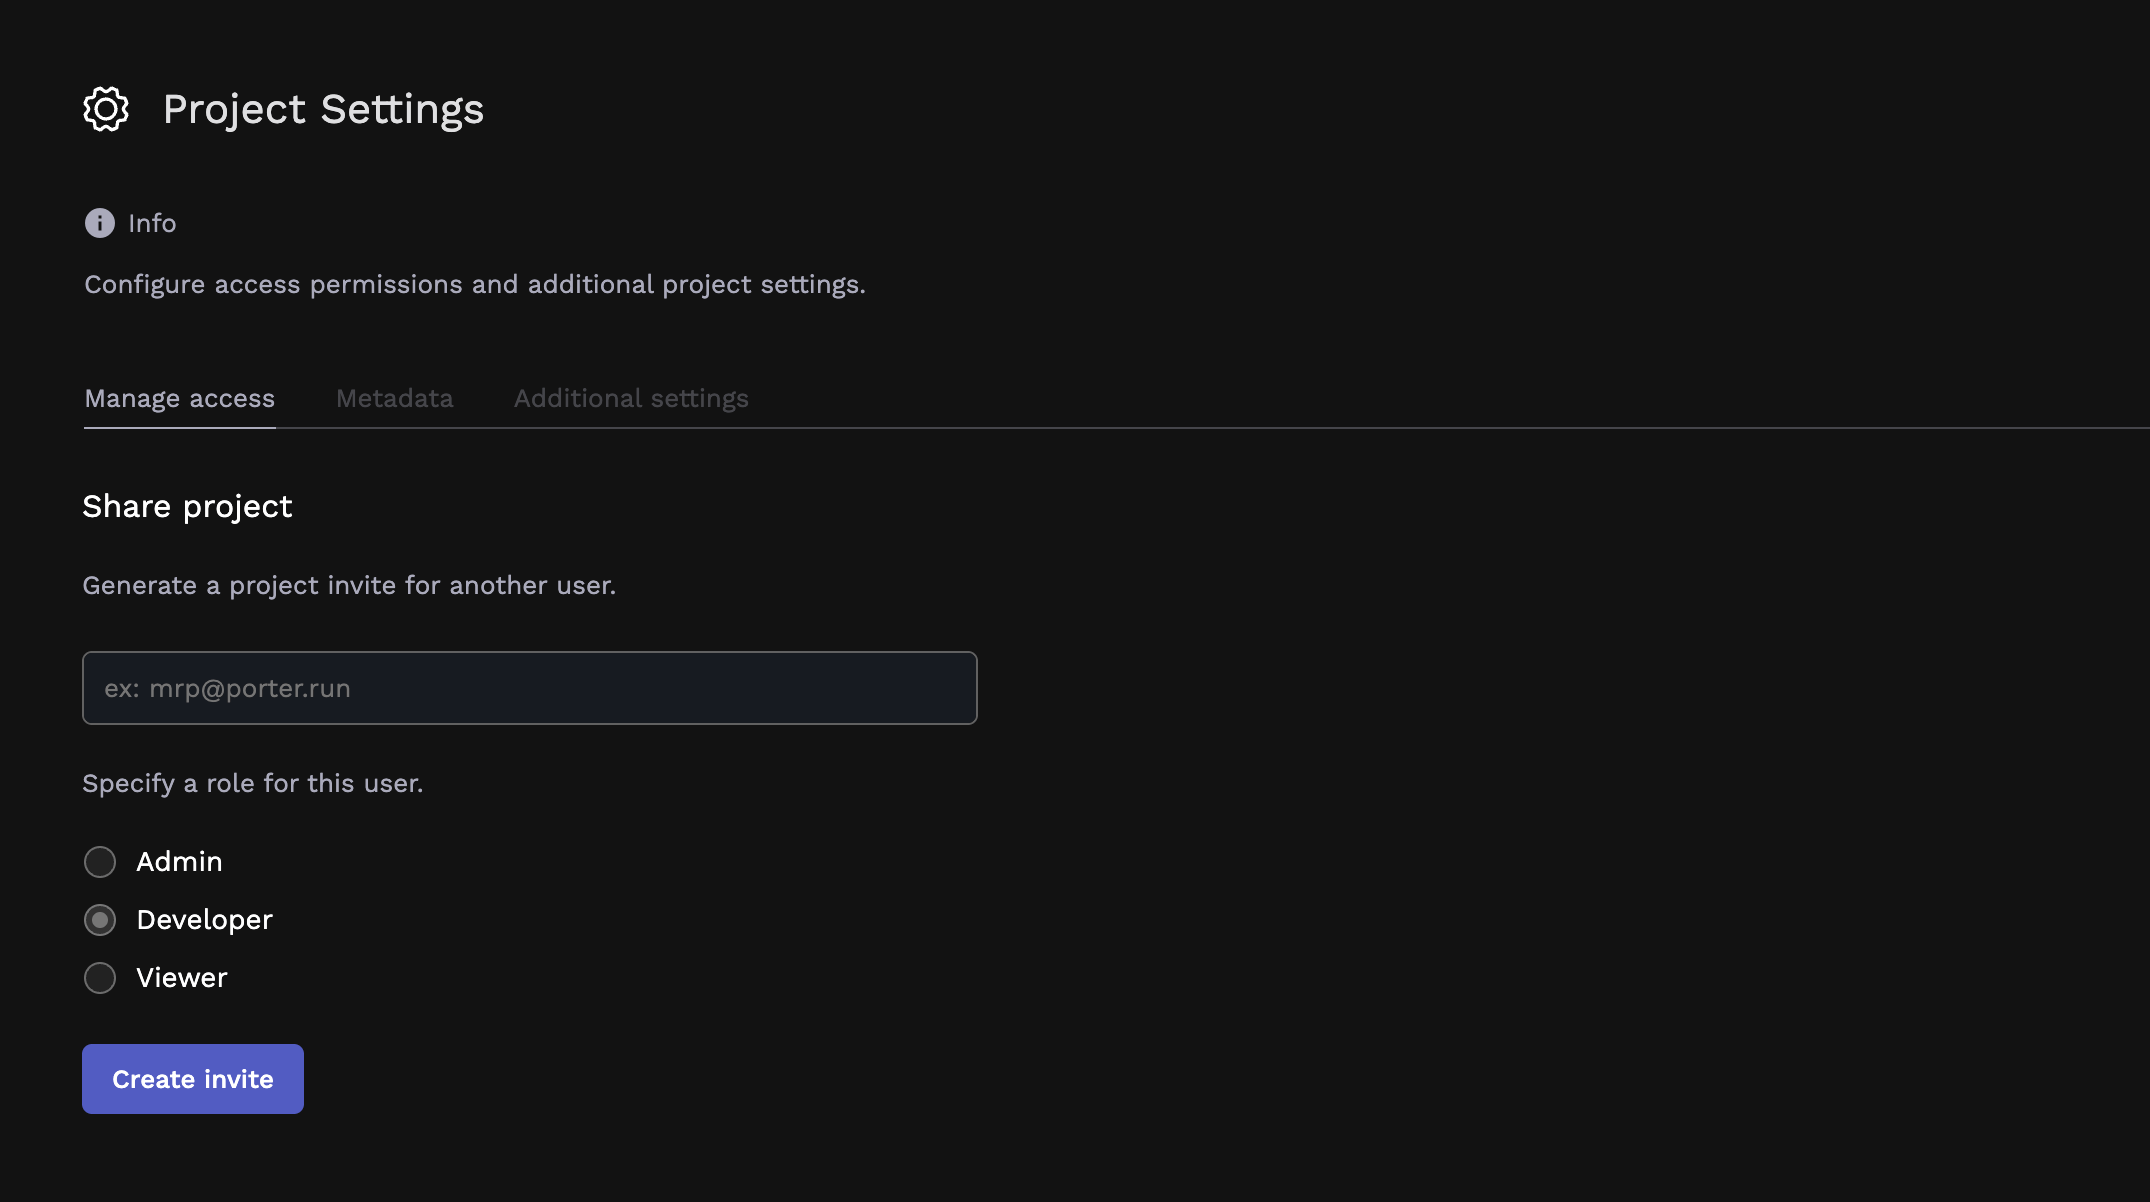 Project Settings
Info
Configure access permissions and additional project settings.
Manage access Metadata Additional settings
Share project
Generate a project invite for another user.
ex: mrp@porter.run
Specify a role for this user.
Admin
Developer
Viewer
Create invite